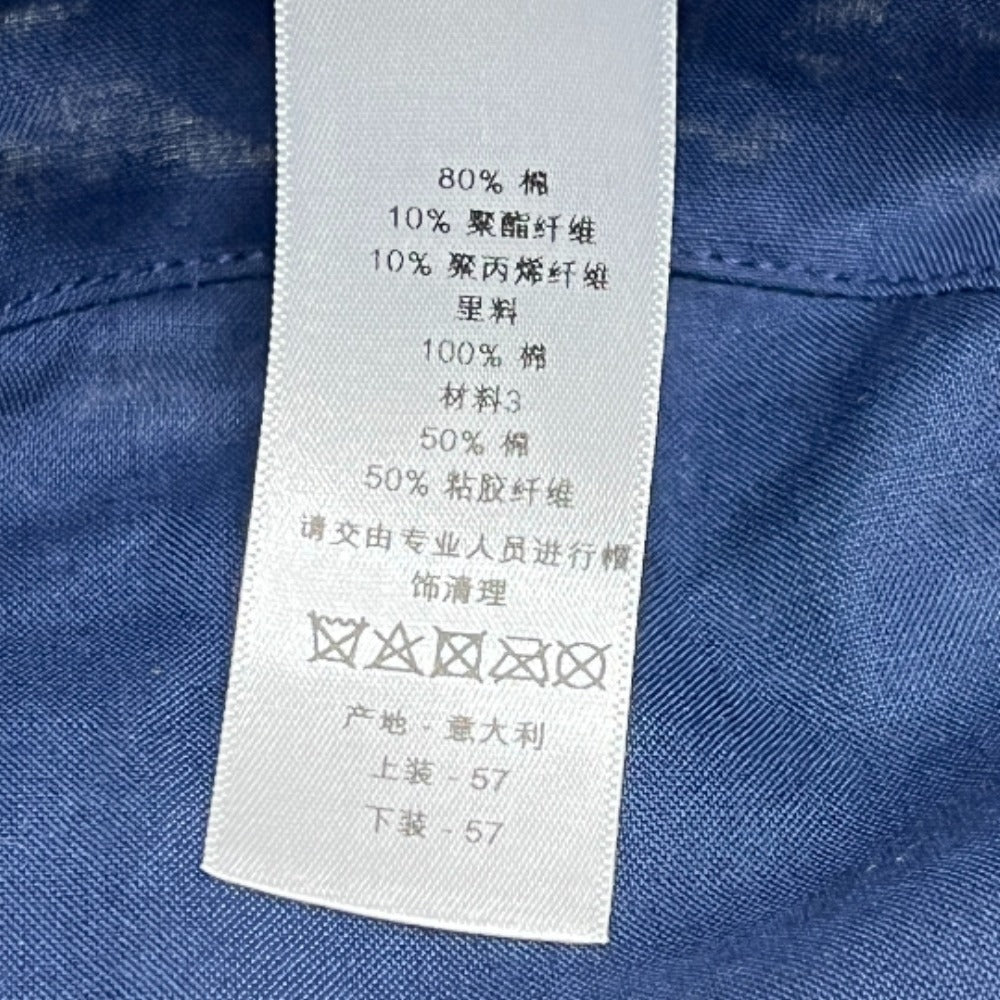 80% 棉
10% 聚酯纤维
10% 聚丙烯纤维
里料
100% 棉
材料3
50% 棉
50% 粘胶纤维
请交由专业人员进行帽
饰清理
产地 - 意大利
上装 - 57
下装 - 57